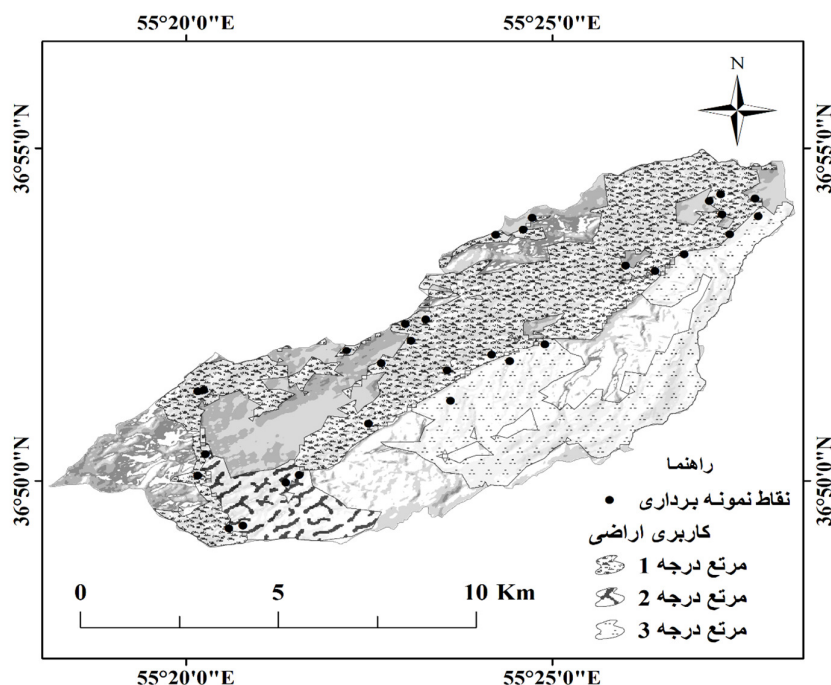 55°20'0"E 55°25'0"E
N
36°55'0"N 36°55'0"N
36°50'0"N 36°50'0"N
راهنما
نقاط نمونه برداری
کاربری اراضی
مرتع درجه 1
مرتع درجه 2
مرتع درجه 3
0 5 10 Km
55°20'0"E 55°25'0"E